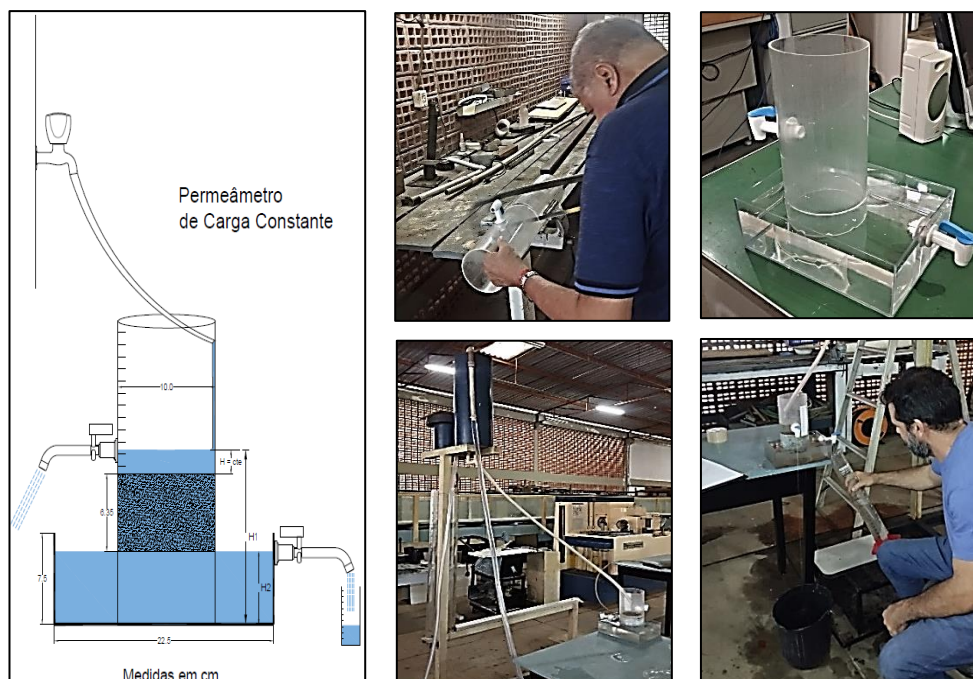 Permeâmetro
de Carga Constante
10.0
H = cte
6.35
H1
7.5
H2
22.5
Medidas em cm